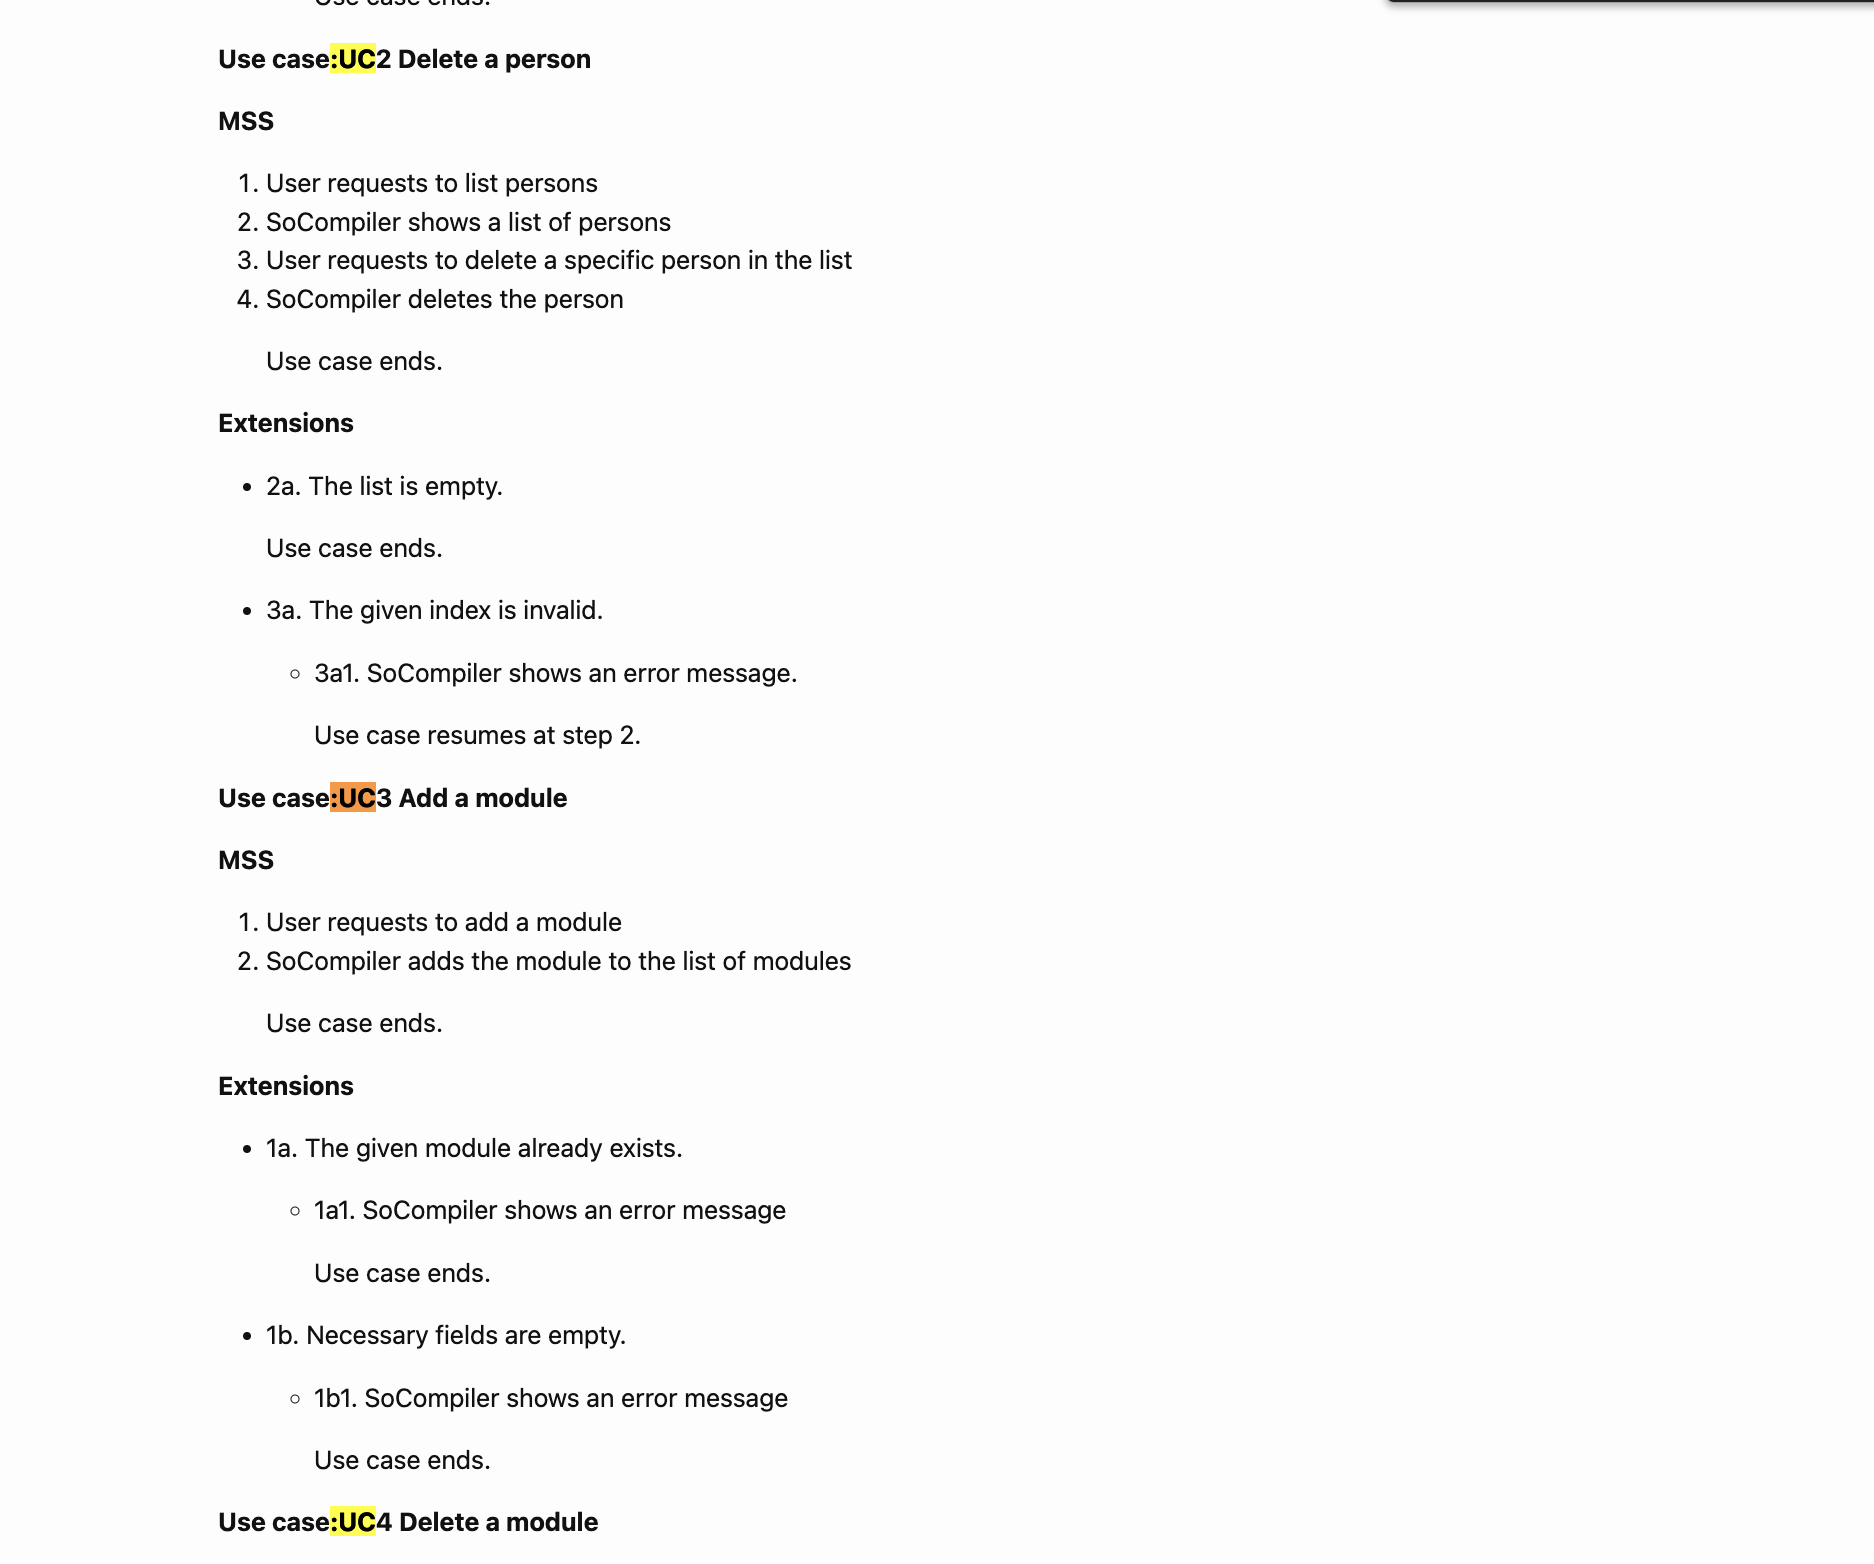 Use case ends.
Use case:UC2 Delete a person
MSS
1. User requests to list persons
2. SoCompiler shows a list of persons
3. User requests to delete a specific person in the list
4. SoCompiler deletes the person
Use case ends.
Extensions
• 2a. The list is empty.
Use case ends.
• 3a. The given index is invalid.
◦ 3a1. SoCompiler shows an error message.
Use case resumes at step 2.
Use case:UC3 Add a module
MSS
1. User requests to add a module
2. SoCompiler adds the module to the list of modules
Use case ends.
Extensions
• 1a. The given module already exists.
◦ 1a1. SoCompiler shows an error message
Use case ends.
• 1b. Necessary fields are empty.
◦ 1b1. SoCompiler shows an error message
Use case ends.
Use case:UC4 Delete a module